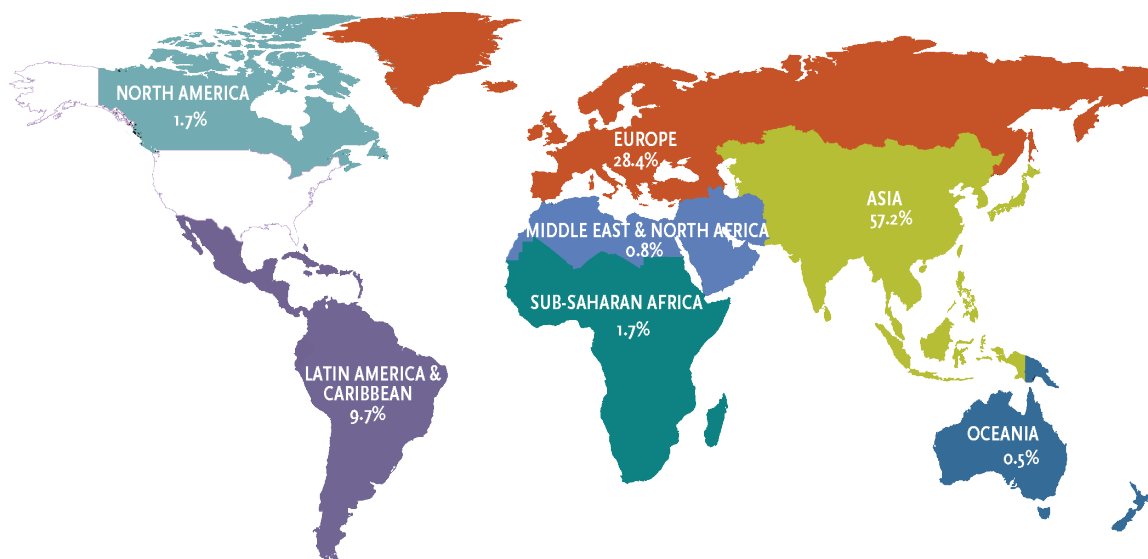 NORTH AMERICA
1.7%
EUROPE
28.4%
ASIA
57.2%
MIDDLE EAST & NORTH AFRICA
0.8%
SUB-SAHARAN AFRICA
1.7%
LATIN AMERICA &
CARIBBEAN
9.7%
OCEANIA
0.5%